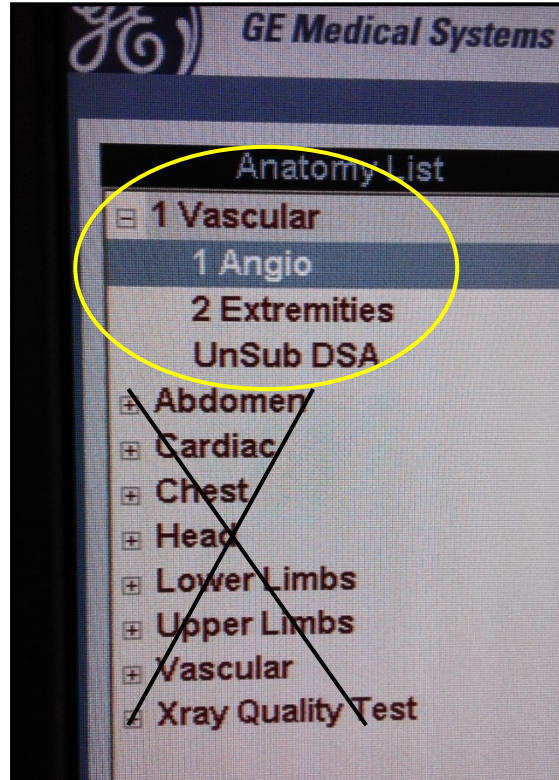 GE Medical Systems
Anatomy List
1 Vascular
1 Angio
2 Extremities
UnSub DSA
Abdomen
Cardiac
Chest
Head
Lower Limbs
Upper Limbs
Vascular
Xray Quality Test